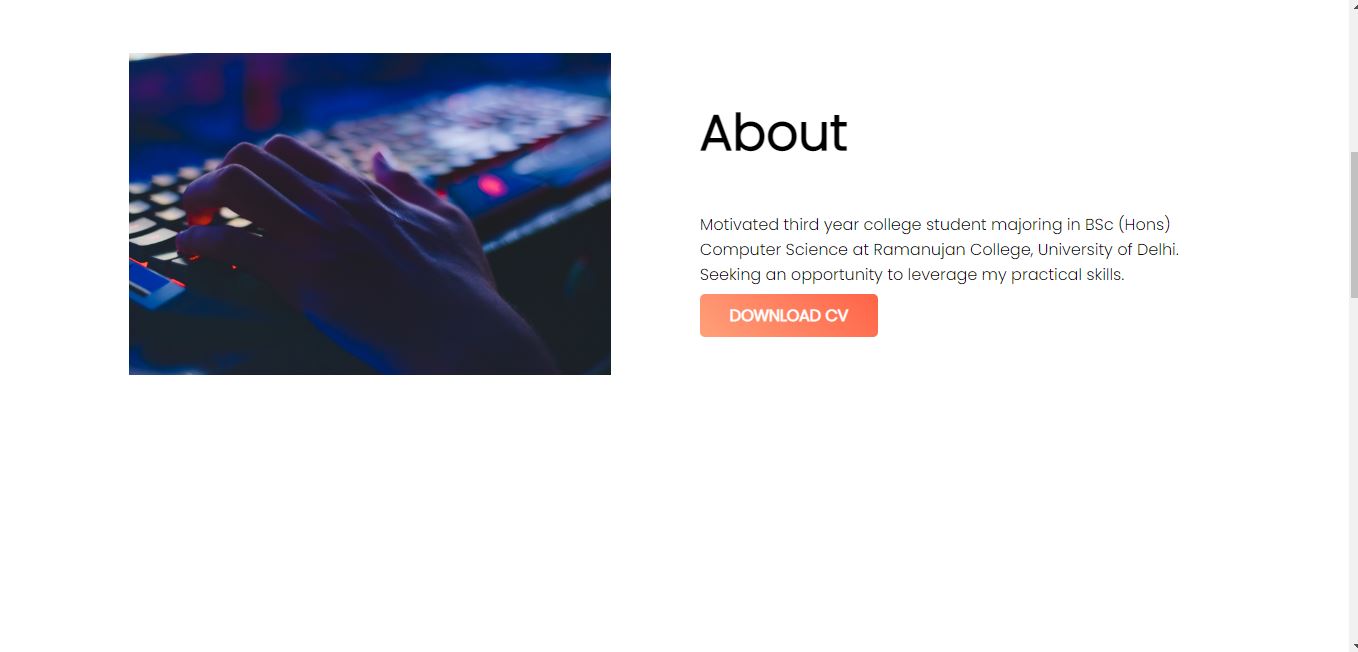 About
Motivated third year college student majoring in BSc (Hons)
Computer Science at Ramanujan College, University of Delhi.
Seeking an opportunity to leverage my practical skills.
DOWNLOAD CV